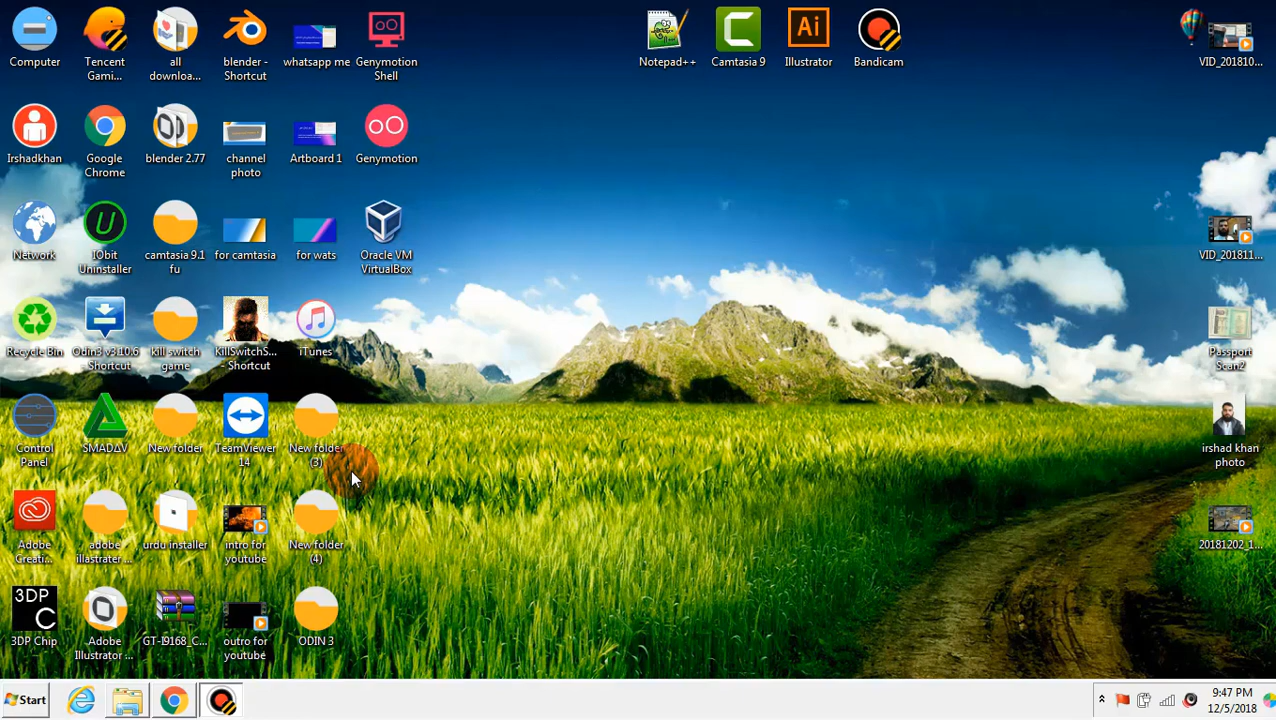 Computer
Tencent
Gami...
all
downloa...
blender -
Shortcut
whatsapp me
Genymotion
Shell
Notepad++
Camtasia 9
Ai
Illustrator
Bandicam
VID_201810...
Irshadkhan
Google
Chrome
blender 2.77
channel
photo
Artboard 1
Genymotion
Network
IObit
Uninstaller
camtasia 9.1
fu
for camtasia
for wats
Oracle VM
VirtualBox
VID_201811...
Recycle Bin
Odin3 v3.10.6
- Shortcut
kill switch
game
KillSwitchS...
- Shortcut
iTunes
Passport
Scan2
Control
Panel
SMADΔV
New folder
TeamViewer
14
New folder
(3)
irshad khan
photo
Adobe
Creati...
adobe
illustrater ...
urdu installer
intro for
youtube
New folder
(4)
20181202_1...
3DP
C
3DP Chip
Adobe
Illustrator ...
GT-I9168_C...
outro for
youtube
ODIN 3
Start
9:47 PM
12/5/2018